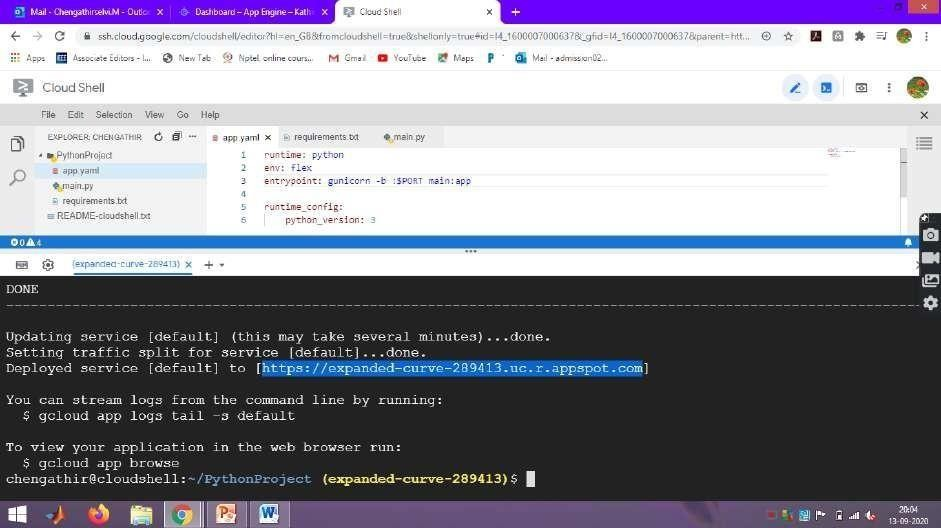 Mail - Chengathirselvi.M - Outlo
Dashboard – App Engine – Kath
Cloud Shell
ssh.cloud.google.com/cloudshell/editor?hl=en_GB&fromcloudshell=true&shellonly=true#id=I4_1600007000637&_gfid=I4_1600007000637&parent=htt...
Apps
Associate Editors - I...
New Tab
Nptel, online cours...
Gmail
YouTube
Maps
Mail - admission02...
Cloud Shell
File Edit Selection View Go Help
EXPLORER: CHENGATHIR
app.yaml
requirements.txt
main.py
PythonProject
app.yaml
main.py
requirements.txt
README-cloudshell.txt
1 runtime: python
2 env: flex
3 entrypoint: gunicorn -b :$PORT main:app
4
5 runtime_config:
6 python_version: 3
0 4
(expanded-curve-289413)
DONE
Updating service [default] (this may take several minutes)...done.
Setting traffic split for service [default]...done.
Deployed service [default] to [https://expanded-curve-289413.uc.r.appspot.com]
You can stream logs from the command line by running:
$ gcloud app logs tail -s default
To view your application in the web browser run:
$ gcloud app browse
chengathir@cloudshell:~/PythonProject (expanded-curve-289413)$
20:04
13-09-2020